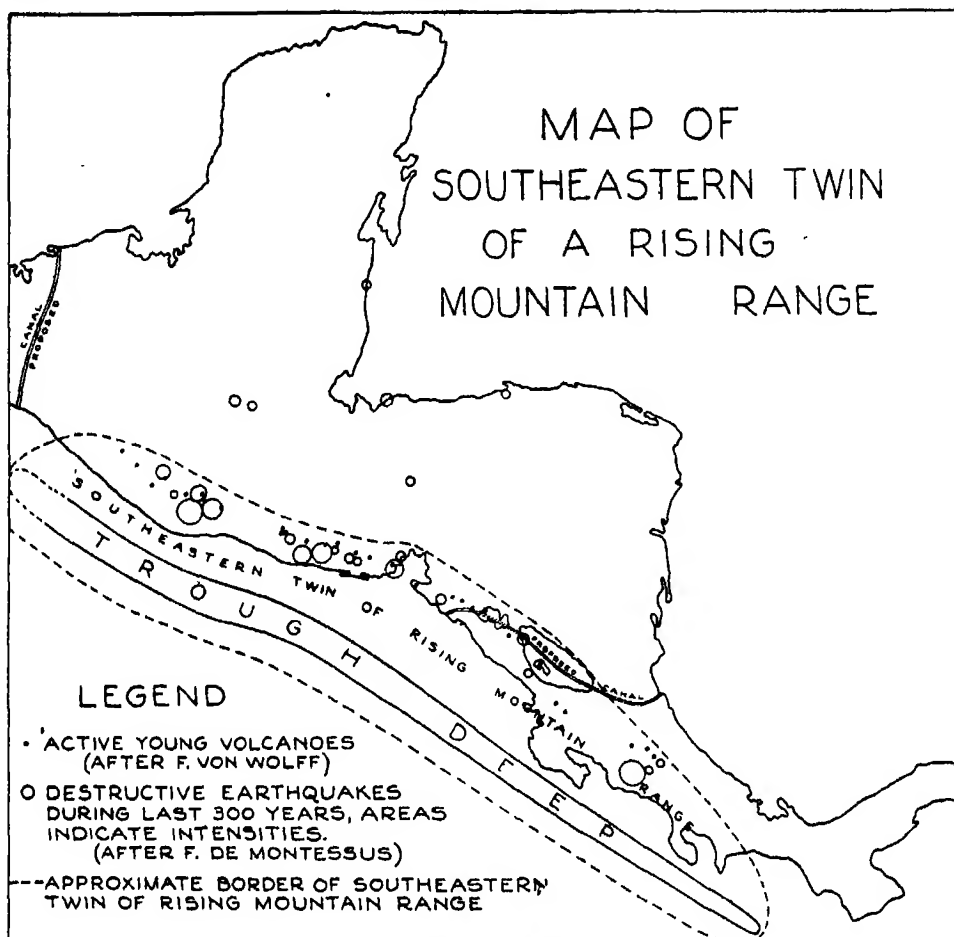 MAP OF
SOUTHEASTERN TWIN
OF A RISING
MOUNTAIN RANGE
CANAL
PROPOSED
SOUTHEASTERN TWIN OF RISING MOUNTAIN RANGE
TROUGH DEEP
PROPOSED CANAL
LEGEND
ACTIVE YOUNG VOLCANOES
(AFTER F. VON WOLFF)
DESTRUCTIVE EARTHQUAKES
DURING LAST 300 YEARS, AREAS
INDICATE INTENSITIES.
(AFTER F. DE MONTESSUS)
APPROXIMATE BORDER OF SOUTHEASTERN
TWIN OF RISING MOUNTAIN RANGE